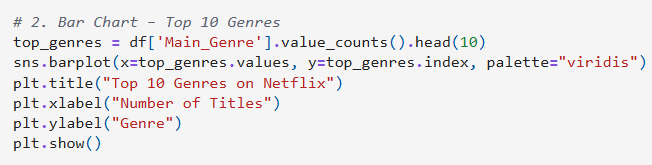 # 2. Bar Chart – Top 10 Genres
top_genres = df['Main_Genre'].value_counts().head(10)
sns.barplot(x=top_genres.values, y=top_genres.index, palette="viridis")
plt.title("Top 10 Genres on Netflix")
plt.xlabel("Number of Titles")
plt.ylabel("Genre")
plt.show()